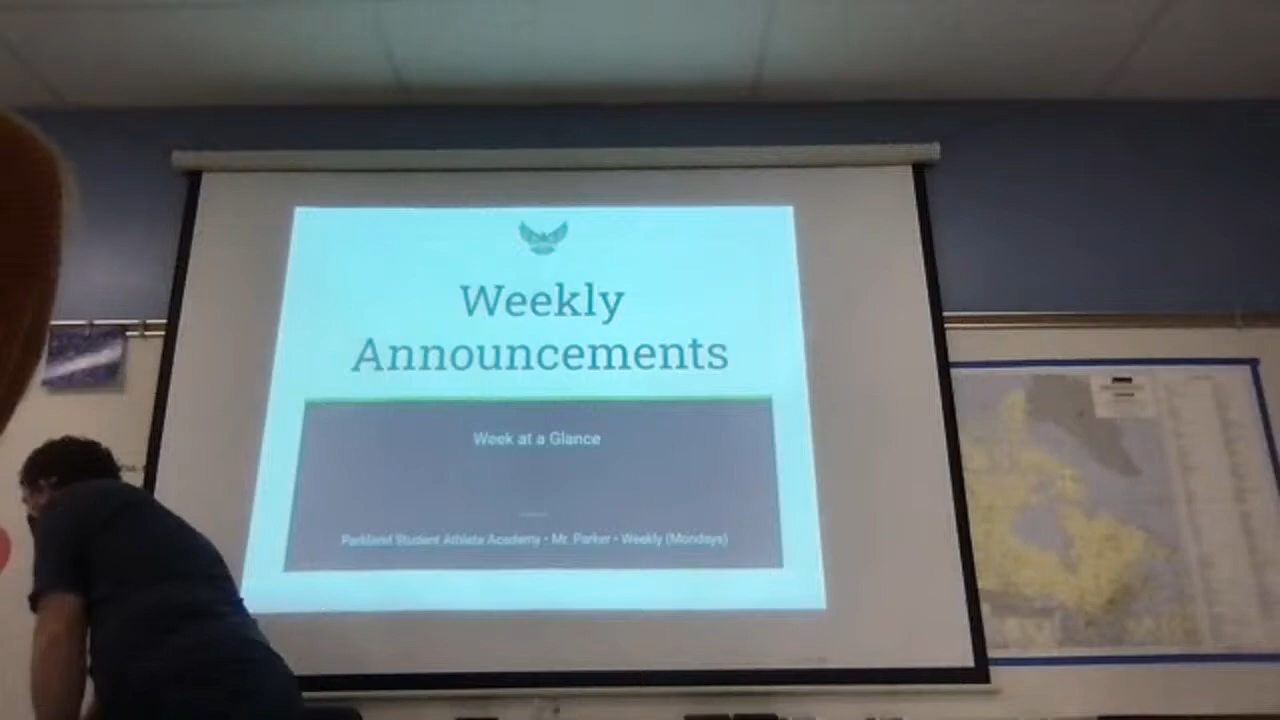 Weekly
Announcements
Week at a Glance
Parkland Student Athlete Academy • Mr. Parker • Weekly (Mondays)